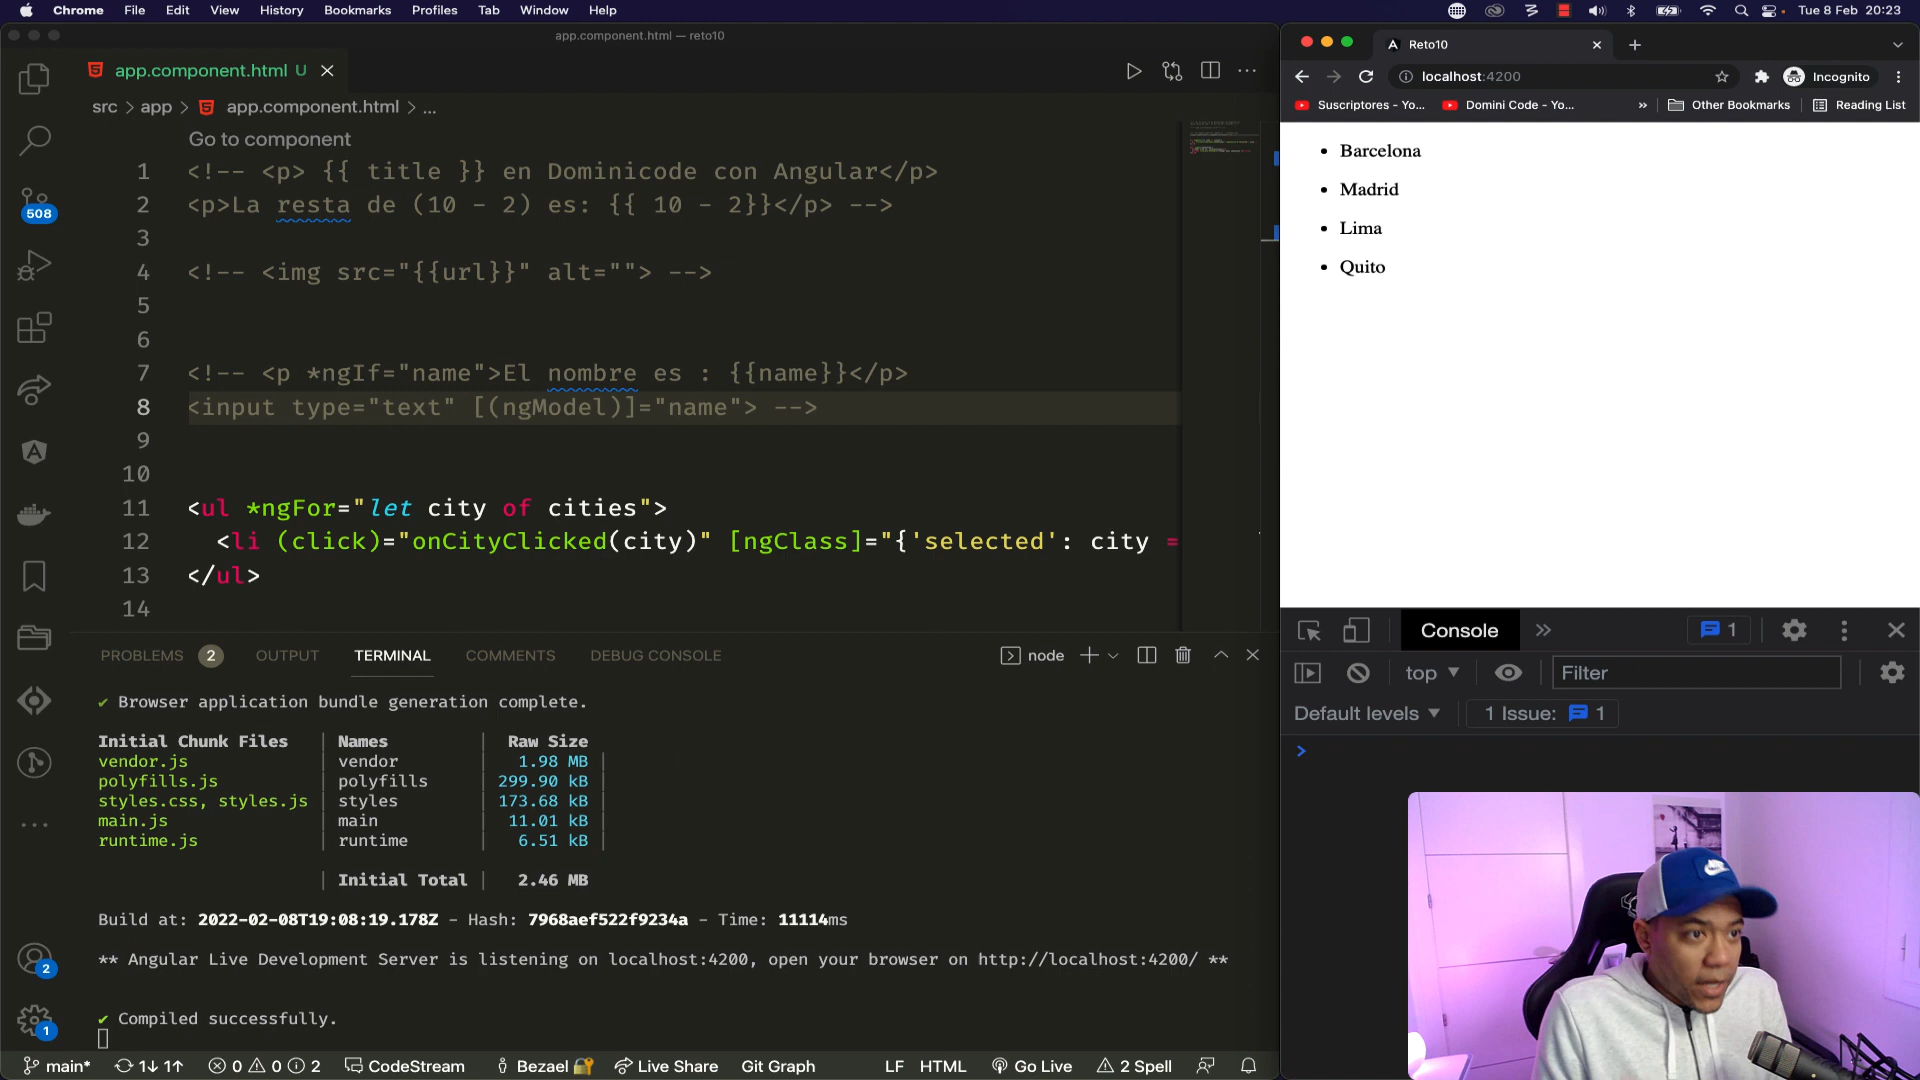 Chrome File Edit View History Bookmarks Profiles Tab Window Help
Tue 8 Feb 20:23
app.component.html — reto10
app.component.html U
src > app > app.component.html > ...
Go to component
1 <!-- <p> {{ title }} en Dominicode con Angular</p>
2 <p>La resta de (10 - 2) es: {{ 10 - 2}}</p> -->
3
4 <!-- <img src="{{url}}" alt=""> -->
5
6
7 <!-- <p *ngIf="name">El nombre es : {{name}}</p>
8 <input type="text" [(ngModel)]="name"> -->
9
10
11 <ul *ngFor="let city of cities">
12 <li (click)="onCityClicked(city)" [ngClass]="{'selected': city =
13 </ul>
14
508
2
1
PROBLEMS 2 OUTPUT TERMINAL COMMENTS DEBUG CONSOLE
node
✔ Browser application bundle generation complete.
Initial Chunk Files | Names | Raw Size
vendor.js | vendor | 1.98 MB |
polyfills.js | polyfills | 299.90 kB |
styles.css, styles.js | styles | 173.68 kB |
main.js | main | 11.01 kB |
runtime.js | runtime | 6.51 kB |
| Initial Total | 2.46 MB
Build at: 2022-02-08T19:08:19.178Z - Hash: 7968aef522f9234a - Time: 11114ms
** Angular Live Development Server is listening on localhost:4200, open your browser on http://localhost:4200/ **
✔ Compiled successfully.
main* 1↓ 1↑ 0 0 2 CodeStream Bezael Live Share Git Graph LF HTML Go Live 2 Spell
Reto10
localhost:4200
Incognito
Suscriptores - Yo... Domini Code - Yo... » Other Bookmarks Reading List
• Barcelona
• Madrid
• Lima
• Quito
Console » 1
top Filter
Default levels 1 Issue: 1
>